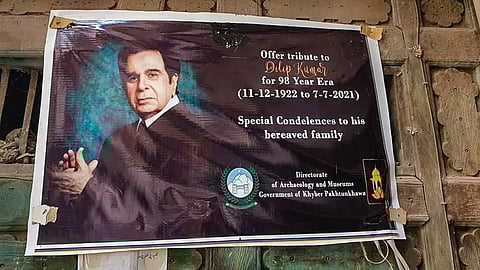 Offer tribute to
Dilip Kumar
for 98 Year Era
(11-12-1922 to 7-7-2021)
Special Condelences to his
bereaved family
Directorate
of Archaeology and Museums
Government of Khyber Pakhtunkhawa